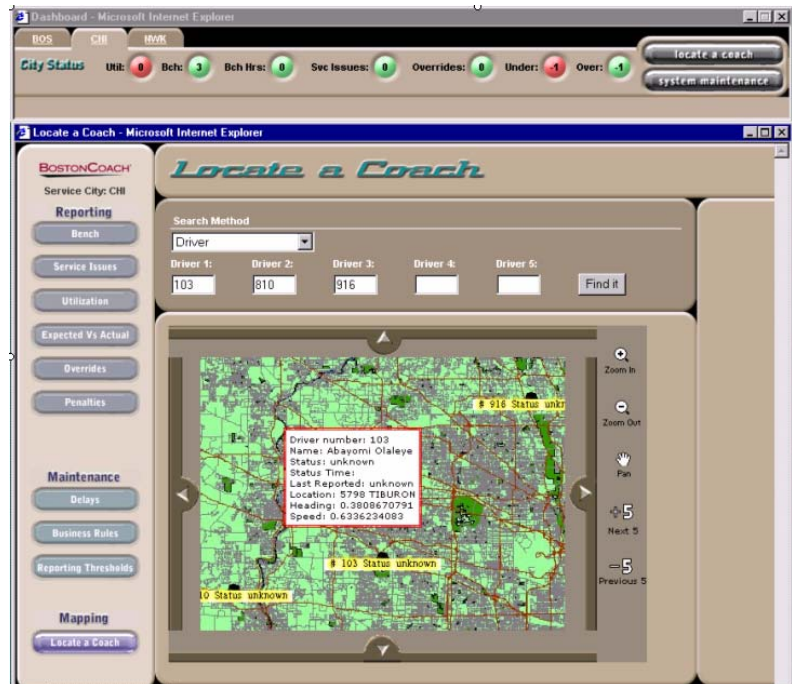 Dashboard - Microsoft Internet Explorer
BOS CHI HWK
City Status Util: 0 Bch: 3 Bch Hrs: 0 Svc Issues: 0 Overrides: 0 Under: -1 Over: -1
locate a coach
system maintenance
Locate a Coach - Microsoft Internet Explorer
BOSTONCOACH
Service City: CHI
Reporting
Bench
Service Issues
Utilization
Expected Vs Actual
Overrides
Penalties
Maintenance
Delays
Business Rules
Reporting Thresholds
Mapping
Locate a Coach
Locate a Coach
Search Method
Driver
Driver 1: Driver 2: Driver 3: Driver 4: Driver 5:
103 810 916 Find it
# 916 Status unkr
Driver number: 103
Name: Abayomi Olaleye
Status: unknown
Status Time:
Last Reported: unknown
Location: 5798 TIBURON
Heading: 0.3808670791
Speed: 0.6336234083
# 103 Status unknown
10 Status unknown
Zoom In
Zoom Out
Pan
+5
Next 5
-5
Previous 5